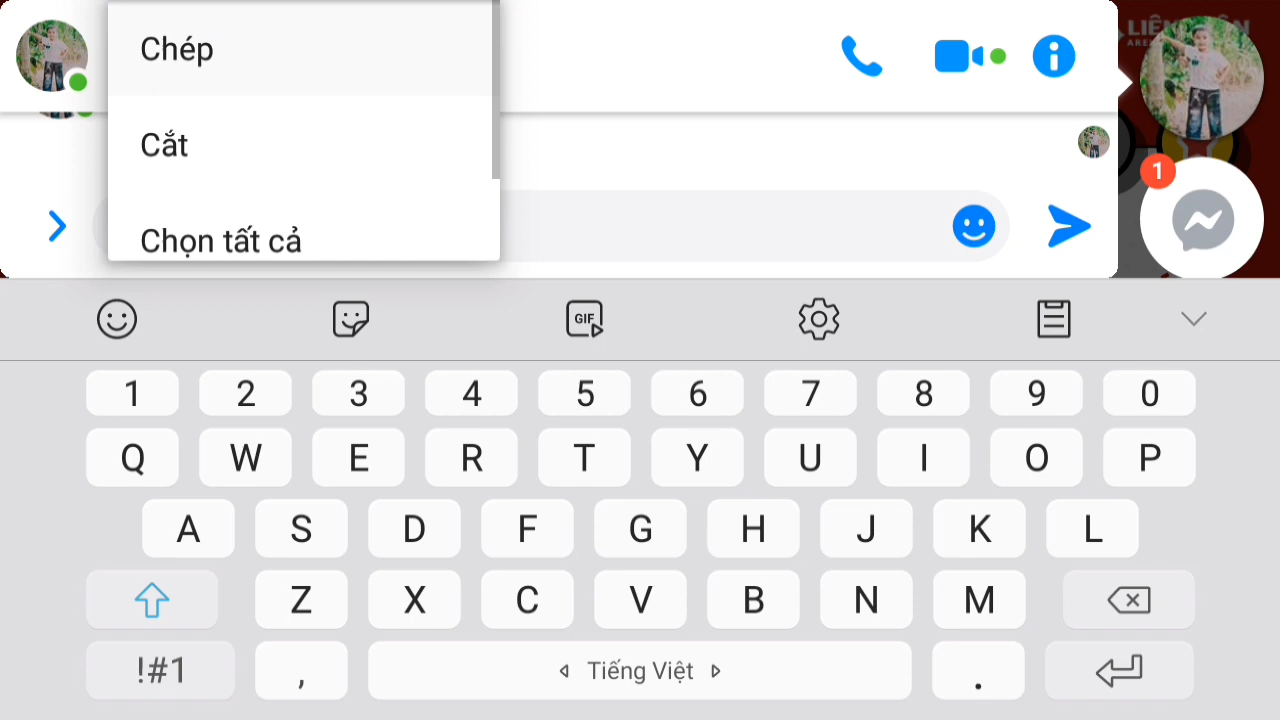 Chép
Cắt
Chọn tất cả
1
GIF
1 2 3 4 5 6 7 8 9 0
Q W E R T Y U I O P
A S D F G H J K L
Z X C V B N M
!#1 , Tiếng Việt .